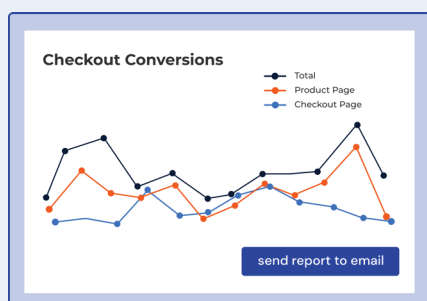 Checkout Conversions
Total
Product Page
Checkout Page
send report to email